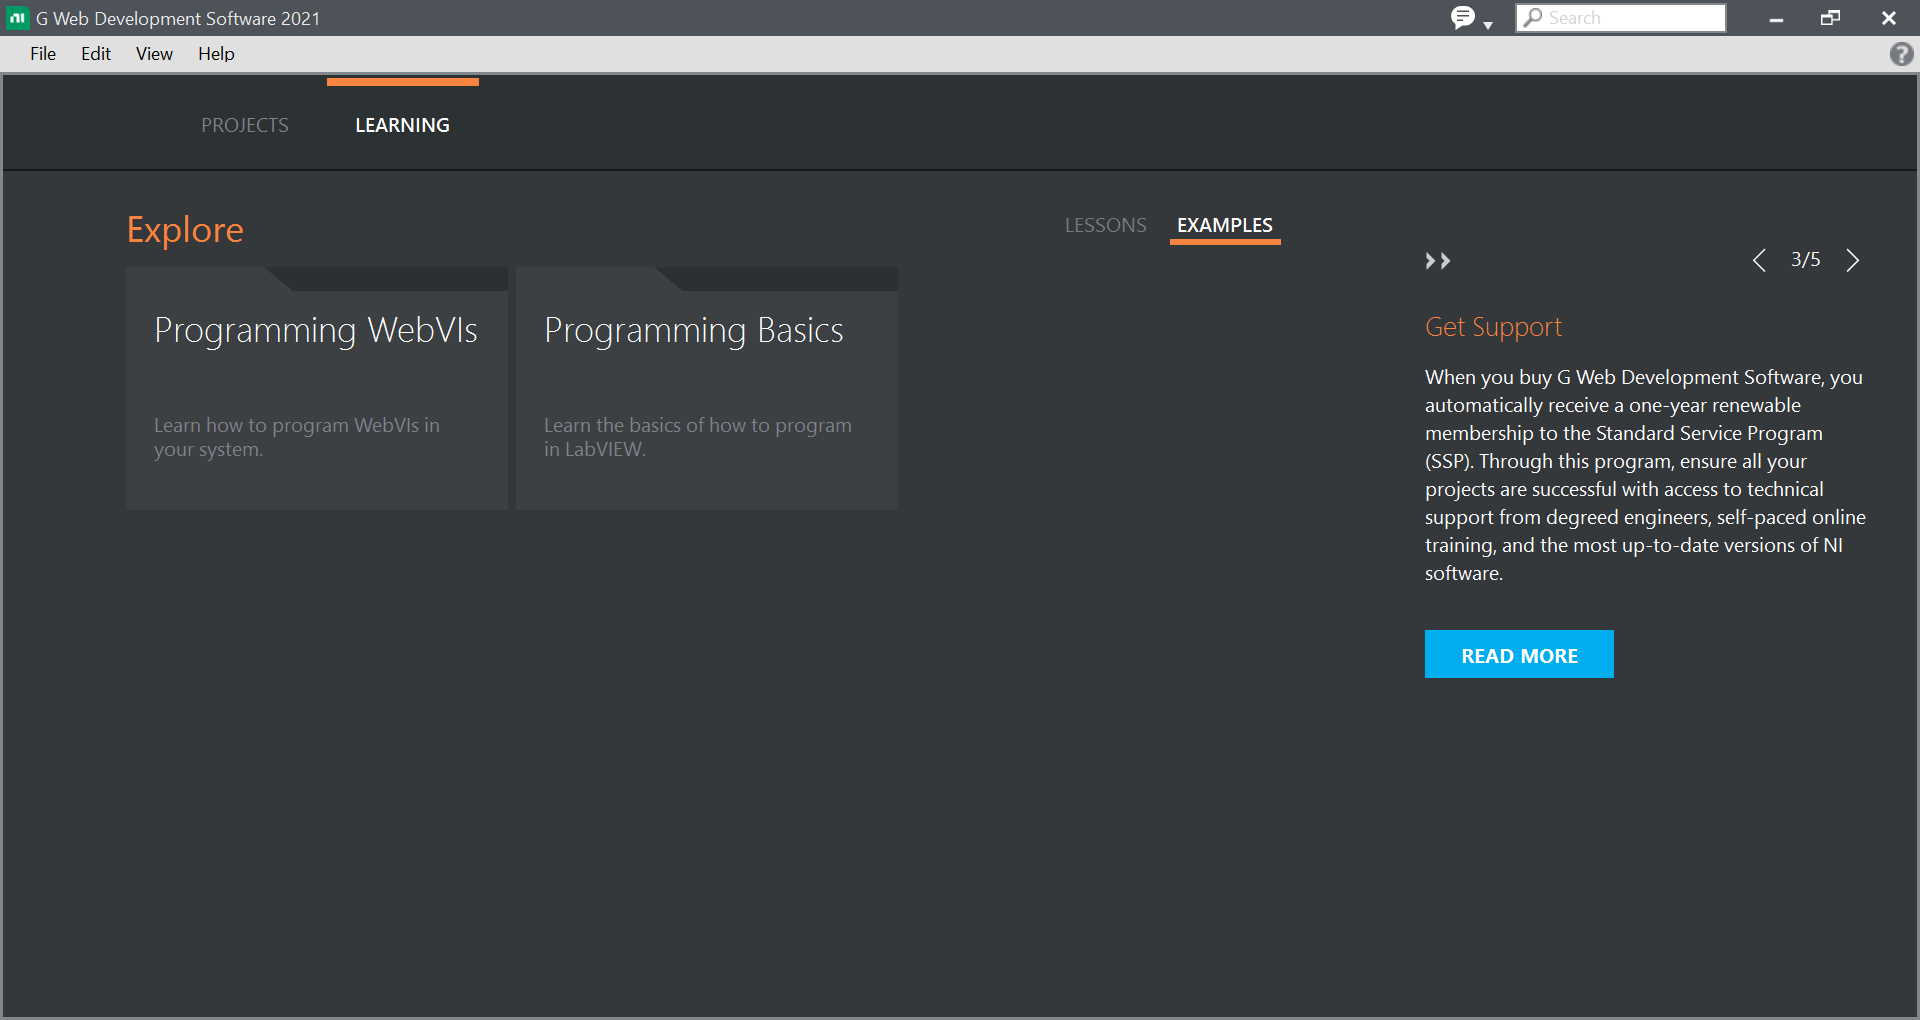 G Web Development Software 2021
Search
File Edit View Help
PROJECTS LEARNING
Explore
LESSONS EXAMPLES
Programming WebVIs
Learn how to program WebVIs in
your system.
Programming Basics
Learn the basics of how to program
in LabVIEW.
3/5
Get Support
When you buy G Web Development Software, you
automatically receive a one-year renewable
membership to the Standard Service Program
(SSP). Through this program, ensure all your
projects are successful with access to technical
support from degreed engineers, self-paced online
training, and the most up-to-date versions of NI
software.
READ MORE